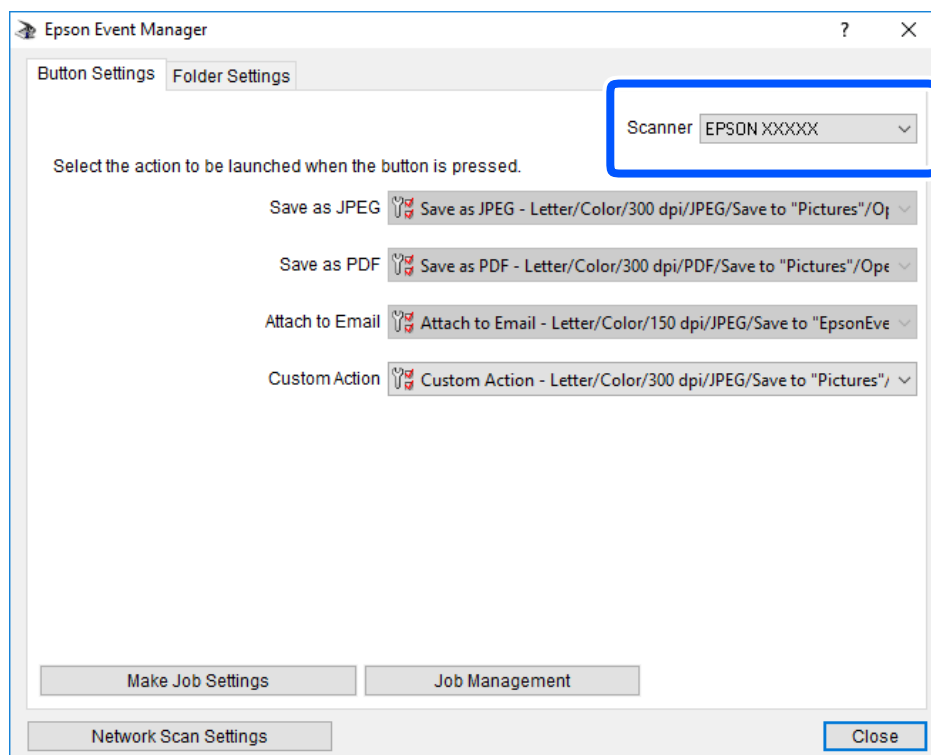 Epson Event Manager
Button Settings
Folder Settings
Scanner EPSON XXXXX
Select the action to be launched when the button is pressed.
Save as JPEG Save as JPEG - Letter/Color/300 dpi/JPEG/Save to "Pictures"/Op
Save as PDF Save as PDF - Letter/Color/300 dpi/PDF/Save to "Pictures"/Ope
Attach to Email Attach to Email - Letter/Color/150 dpi/JPEG/Save to "EpsonEve
Custom Action Custom Action - Letter/Color/300 dpi/JPEG/Save to "Pictures"/
Make Job Settings
Job Management
Network Scan Settings
Close